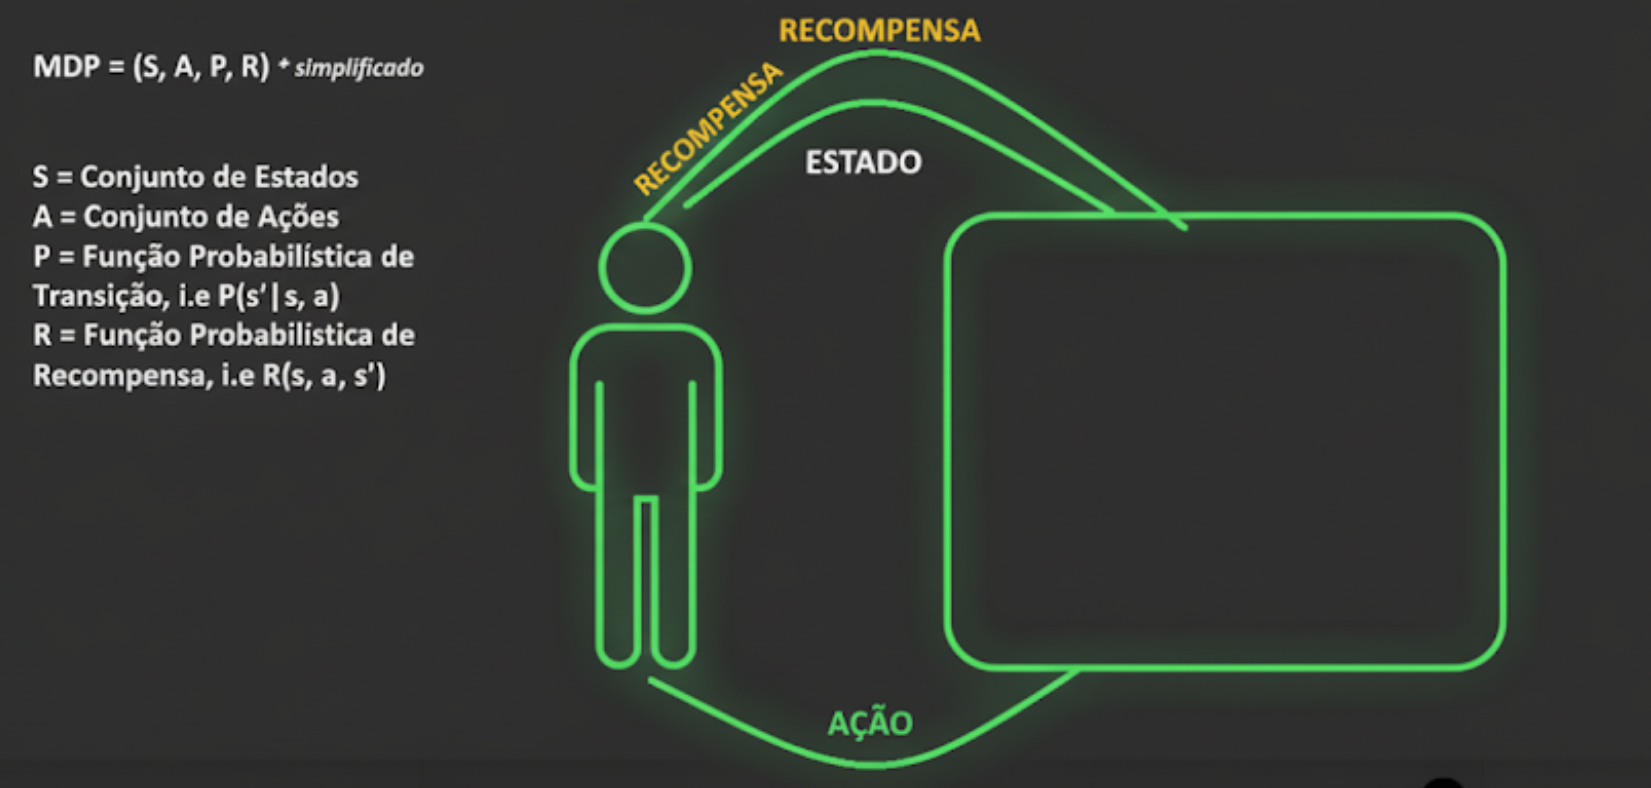 MDP = (S, A, P, R) * simplificado
S = Conjunto de Estados
A = Conjunto de Ações
P = Função Probabilística de
Transição, i.e P(s'|s, a)
R = Função Probabilística de
Recompensa, i.e R(s, a, s')
RECOMPENSA
RECOMPENSA
ESTADO
AÇÃO